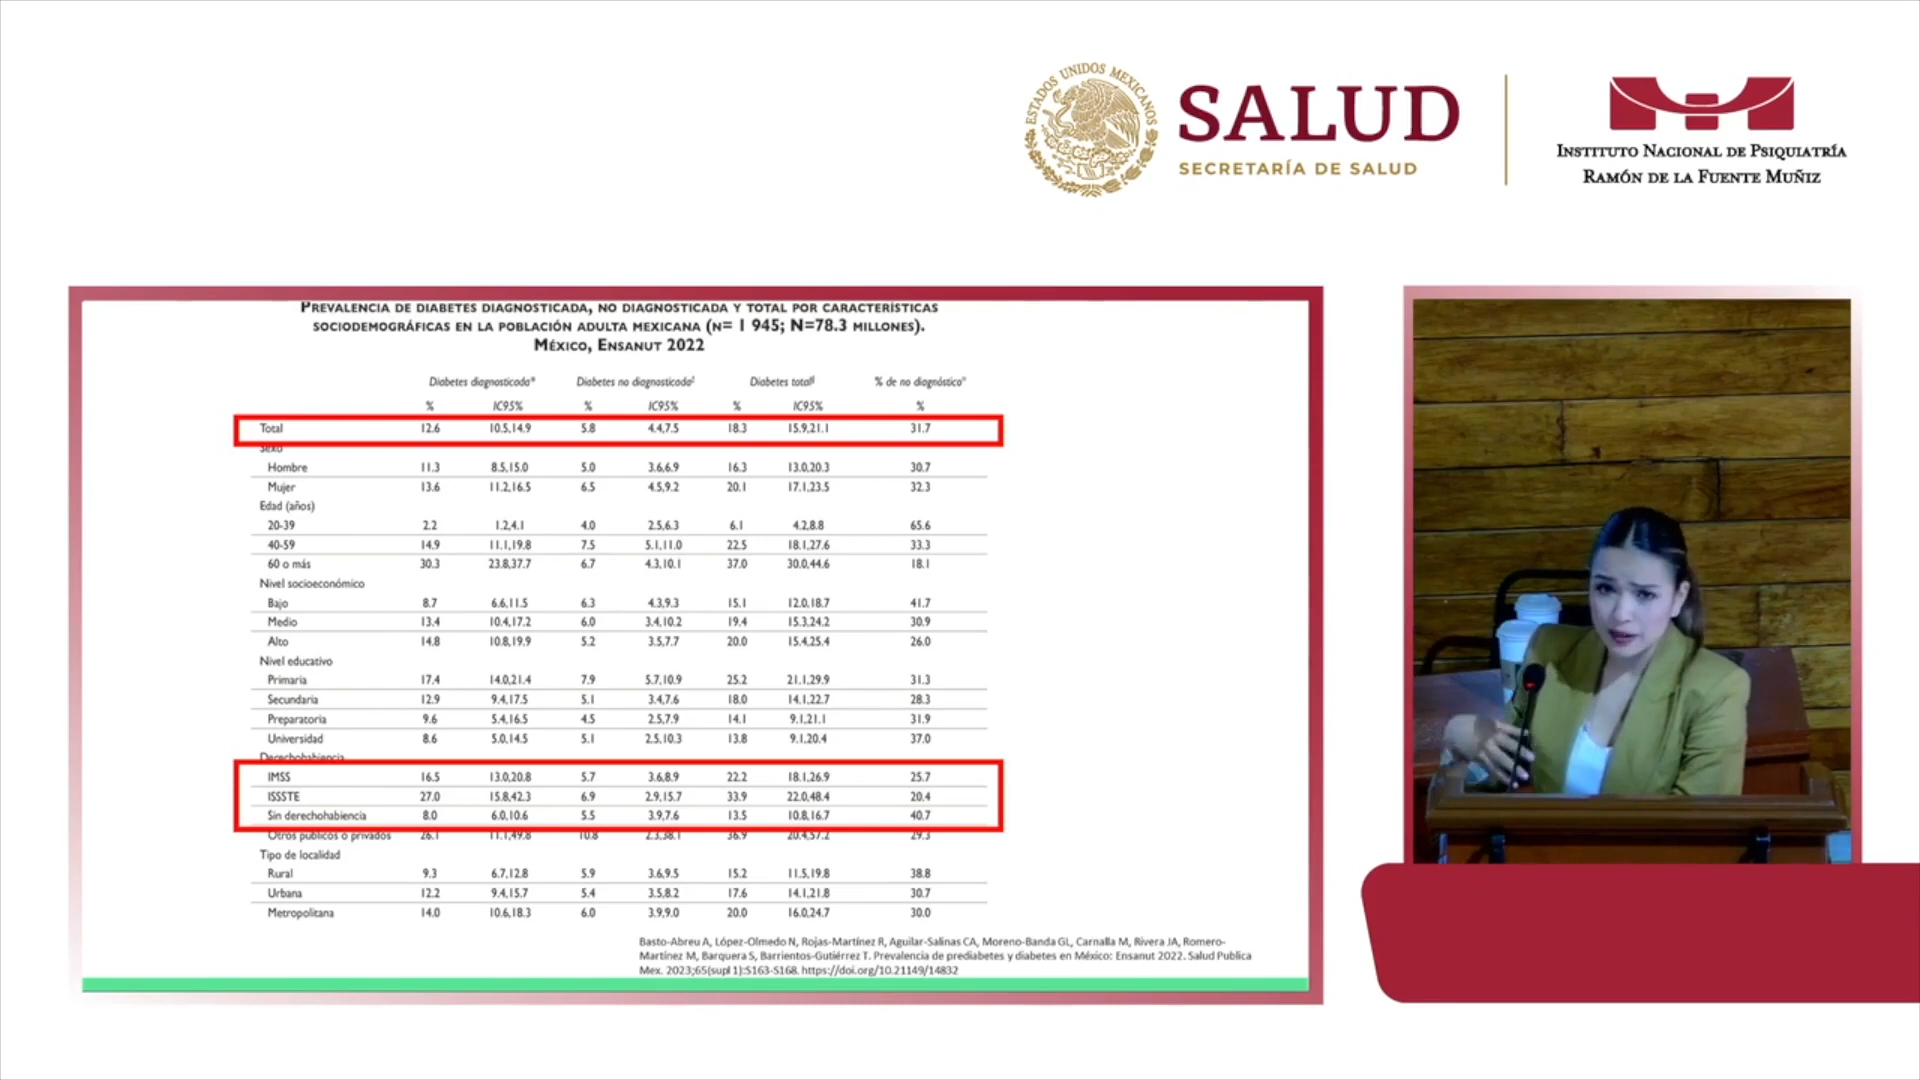 ESTADOS UNIDOS MEXICANOS
SALUD
SECRETARÍA DE SALUD
INSTITUTO NACIONAL DE PSIQUIATRÍA
RAMÓN DE LA FUENTE MUÑIZ
PREVALENCIA DE DIABETES DIAGNOSTICADA, NO DIAGNOSTICADA Y TOTAL POR CARACTERÍSTICAS
SOCIODEMOGRÁFICAS EN LA POBLACIÓN ADULTA MEXICANA (N= 1 945; N=78.3 MILLONES).
MÉXICO, ENSANUT 2022
Diabetes diagnosticada* Diabetes no diagnosticada‡ Diabetes total§ % de no diagnóstico°
% IC95% % IC95% % IC95% %
Total 12.6 10.5,14.9 5.8 4.4,7.5 18.3 15.9,21.1 31.7
Sexo
Hombre 11.3 8.5,15.0 5.0 3.6,6.9 16.3 13.0,20.3 30.7
Mujer 13.6 11.2,16.5 6.5 4.5,9.2 20.1 17.1,23.5 32.3
Edad (años)
20-39 2.2 1.2,4.1 4.0 2.5,6.3 6.1 4.2,8.8 65.6
40-59 14.9 11.1,19.8 7.5 5.1,11.0 22.5 18.1,27.6 33.3
60 o más 30.3 23.8,37.7 6.7 4.3,10.1 37.0 30.0,44.6 18.1
Nivel socioeconómico
Bajo 8.7 6.6,11.5 6.3 4.3,9.3 15.1 12.0,18.7 41.7
Medio 13.4 10.4,17.2 6.0 3.4,10.2 19.4 15.3,24.2 30.9
Alto 14.8 10.8,19.9 5.2 3.5,7.7 20.0 15.4,25.4 26.0
Nivel educativo
Primaria 17.4 14.0,21.4 7.9 5.7,10.9 25.2 21.1,29.9 31.3
Secundaria 12.9 9.4,17.5 5.1 3.4,7.6 18.0 14.1,22.7 28.3
Preparatoria 9.6 5.4,16.5 4.5 2.5,7.9 14.1 9.1,21.1 31.9
Universidad 8.6 5.0,14.5 5.1 2.5,10.3 13.8 9.1,20.4 37.0
Derechohabiencia
IMSS 16.5 13.0,20.8 5.7 3.6,8.9 22.2 18.1,26.9 25.7
ISSSTE 27.0 15.8,42.3 6.9 2.9,15.7 33.9 22.0,48.4 20.4
Sin derechohabiencia 8.0 6.0,10.6 5.5 3.9,7.6 13.5 10.8,16.7 40.7
Otros públicos o privados 26.1 11.1,49.8 10.8 2.3,38.1 36.9 20.4,57.2 29.3
Tipo de localidad
Rural 9.3 6.7,12.8 5.9 3.6,9.5 15.2 11.5,19.8 38.8
Urbana 12.2 9.4,15.7 5.4 3.5,8.2 17.6 14.1,21.8 30.7
Metropolitana 14.0 10.6,18.3 6.0 3.9,9.0 20.0 16.0,24.7 30.0
Basto-Abreu A, López-Olmedo N, Rojas-Martínez R, Aguilar-Salinas CA, Moreno-Banda GL, Carnalla M, Rivera JA, Romero-
Martínez M, Barquera S, Barrientos-Gutiérrez T. Prevalencia de prediabetes y diabetes en México: Ensanut 2022. Salud Publica
Mex. 2023;65(supl 1):S163-S168. https://doi.org/10.21149/14832